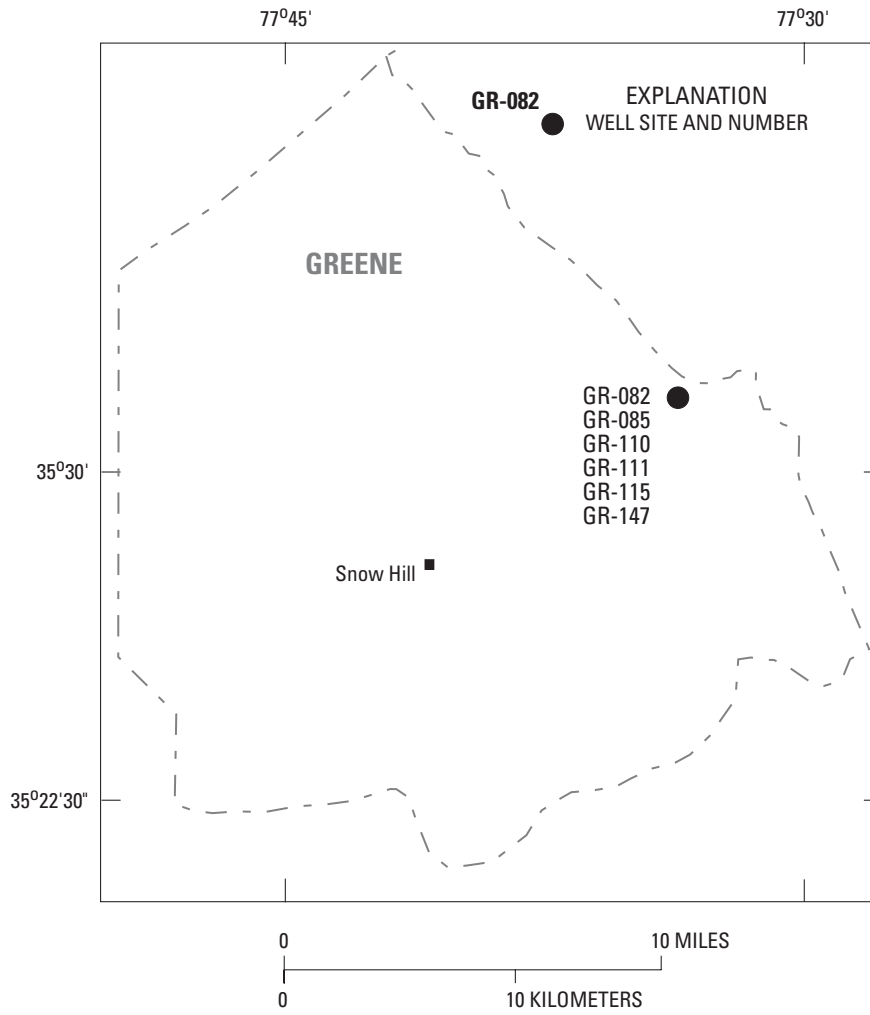 77°45'
77°30'
GR-082
EXPLANATION
WELL SITE AND NUMBER
GREENE
GR-082
GR-085
GR-110
GR-111
GR-115
GR-147
35°30'
Snow Hill
35°22'30"
0
10 MILES
0
10 KILOMETERS